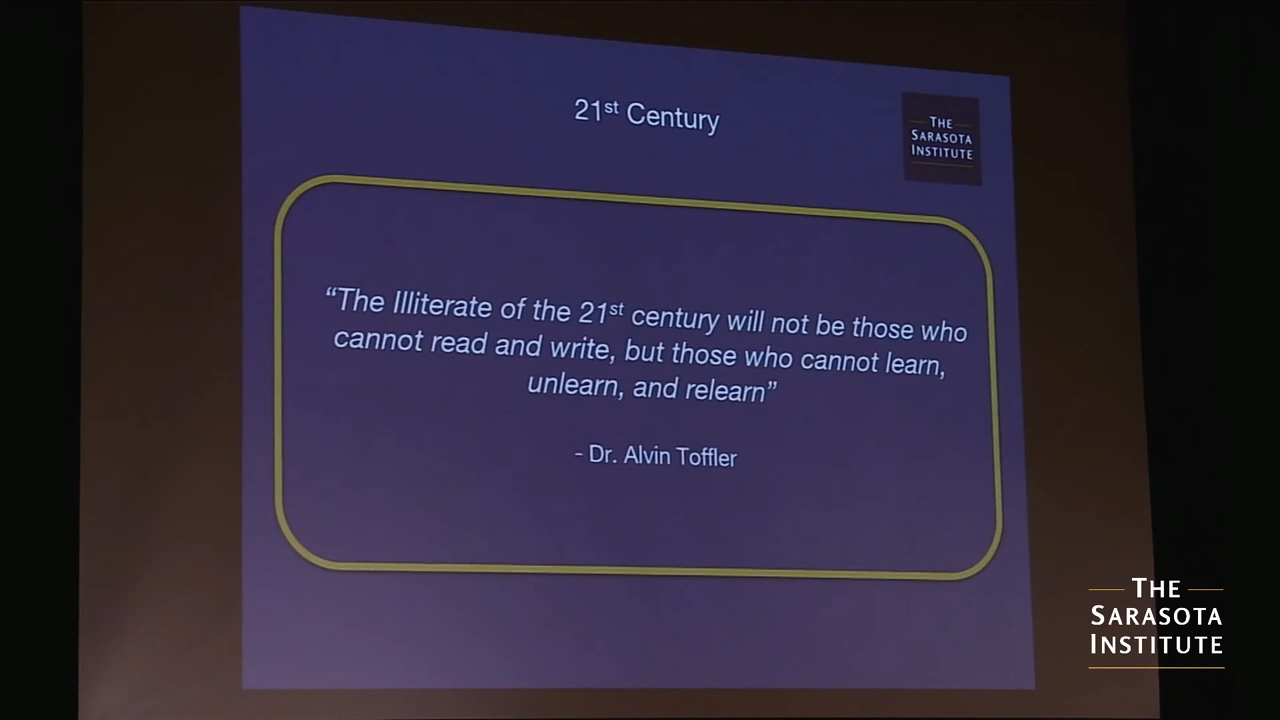 21st Century
THE
SARASOTA
INSTITUTE
“The Illiterate of the 21st century will not be those who
cannot read and write, but those who cannot learn,
unlearn, and relearn”
- Dr. Alvin Toffler
THE
SARASOTA
INSTITUTE